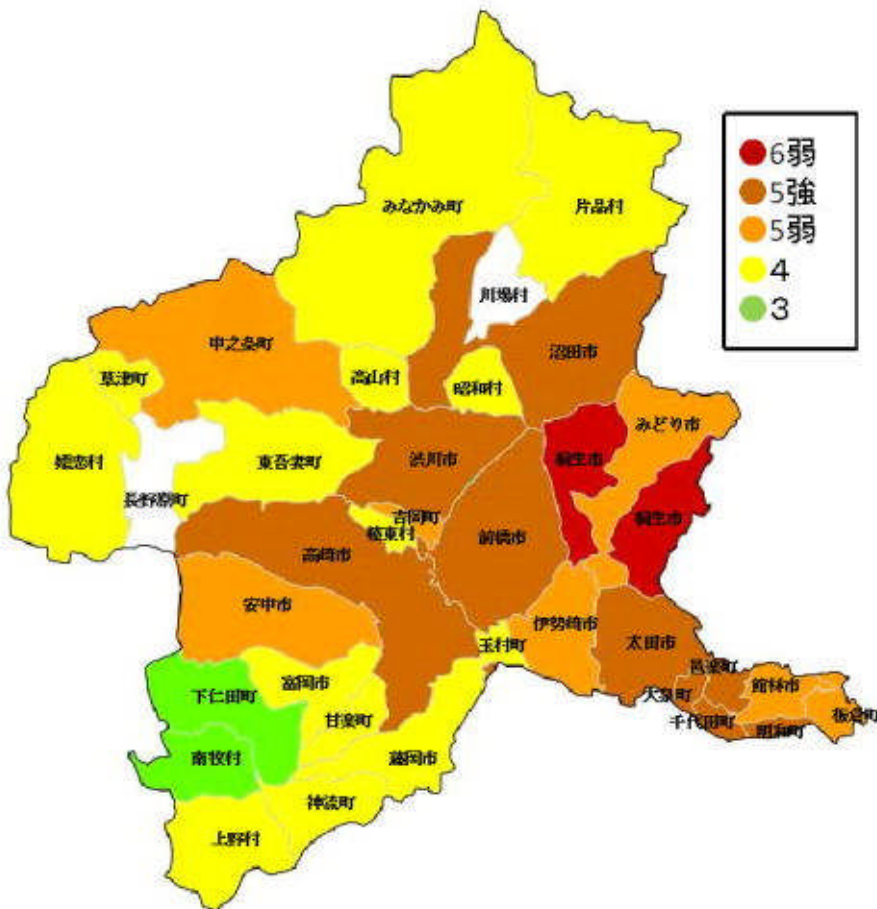 6弱
5強
5弱
4
3
みなかみ町
片品村
川場村
沼田市
中之条町
草津町
高山村
昭和村
みどり市
桐生市
嬬恋村
東吾妻町
渋川市
長野原町
吉岡町
榛東村
桐生市
高崎市
前橋市
安中市
伊勢崎市
太田市
玉村町
邑楽町
館林市
下仁田町
富岡市
大泉町
板倉町
甘楽町
千代田町
明和町
南牧村
藤岡市
神流町
上野村